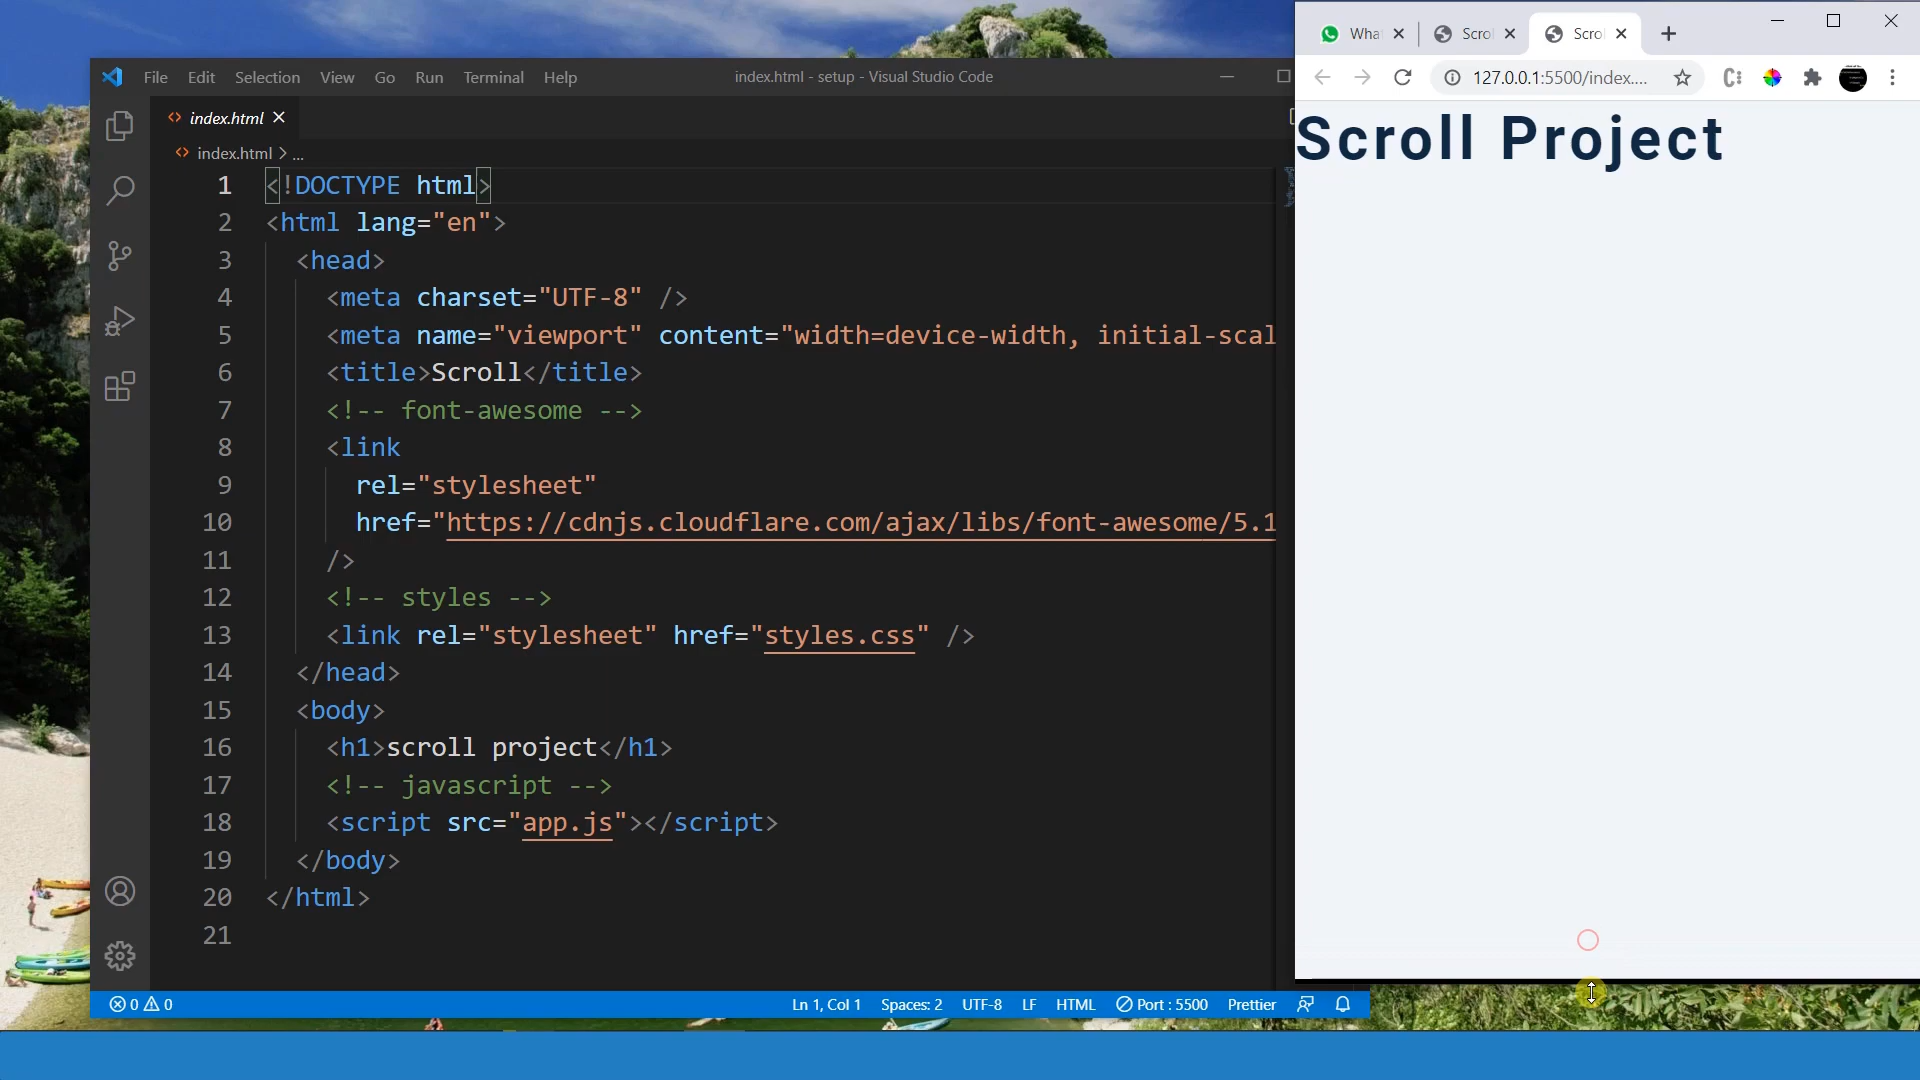 File Edit Selection View Go Run Terminal Help index.html - setup - Visual Studio Code
index.html
index.html > ...
1 <!DOCTYPE html>
2 <html lang="en">
3 <head>
4 <meta charset="UTF-8" />
5 <meta name="viewport" content="width=device-width, initial-scal
6 <title>Scroll</title>
7 <!-- font-awesome -->
8 <link
9 rel="stylesheet"
10 href="https://cdnjs.cloudflare.com/ajax/libs/font-awesome/5.1
11 />
12 <!-- styles -->
13 <link rel="stylesheet" href="styles.css" />
14 </head>
15 <body>
16 <h1>scroll project</h1>
17 <!-- javascript -->
18 <script src="app.js"></script>
19 </body>
20 </html>
21
0 0 Ln 1, Col 1 Spaces: 2 UTF-8 LF HTML Port : 5500 Prettier
What Scrol Scrol
127.0.0.1:5500/index....
Scroll Project